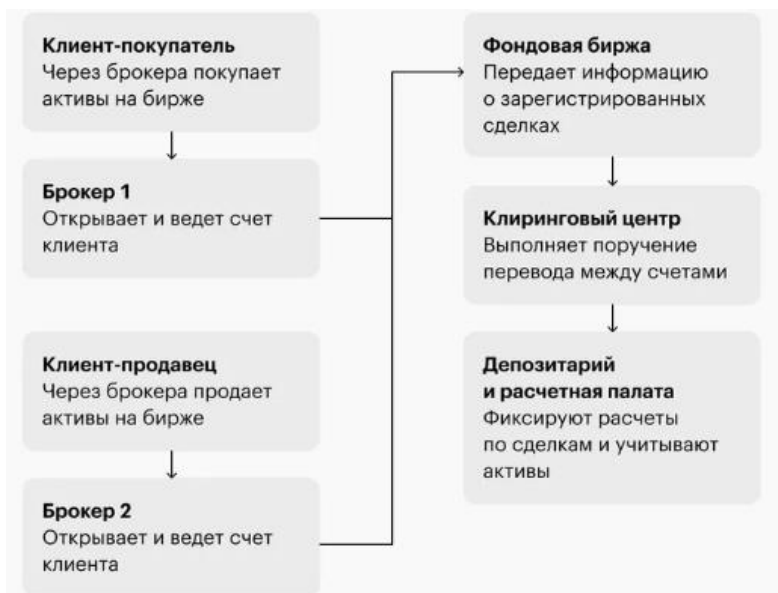 Клиент-покупатель
Через брокера покупает
активы на бирже
Брокер 1
Открывает и ведет счет
клиента
Клиент-продавец
Через брокера продает
активы на бирже
Брокер 2
Открывает и ведет счет
клиента
Фондовая биржа
Передает информацию
о зарегистрированных
сделках
Клиринговый центр
Выполняет поручение
перевода между счетами
Депозитарий
и расчетная палата
Фиксируют расчеты
по сделкам и учитывают
активы